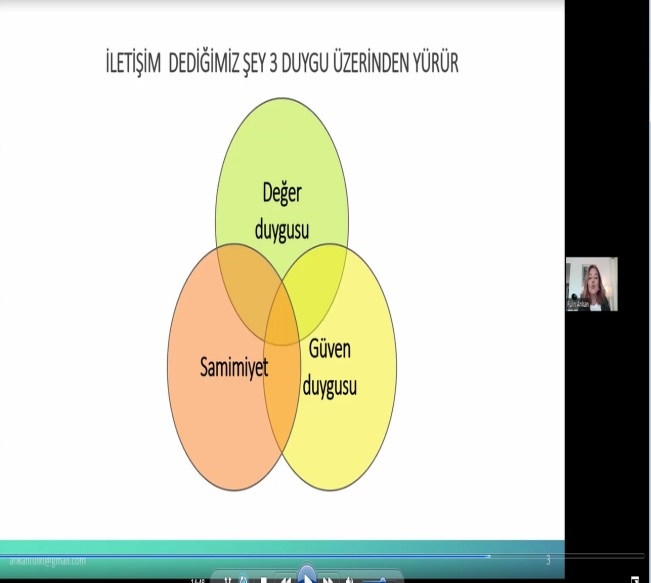 İLETİŞİM DEDİĞİMİZ ŞEY 3 DUYGU ÜZERİNDEN YÜRÜR
Değer
duygusu
Samimiyet
Güven
duygusu
3